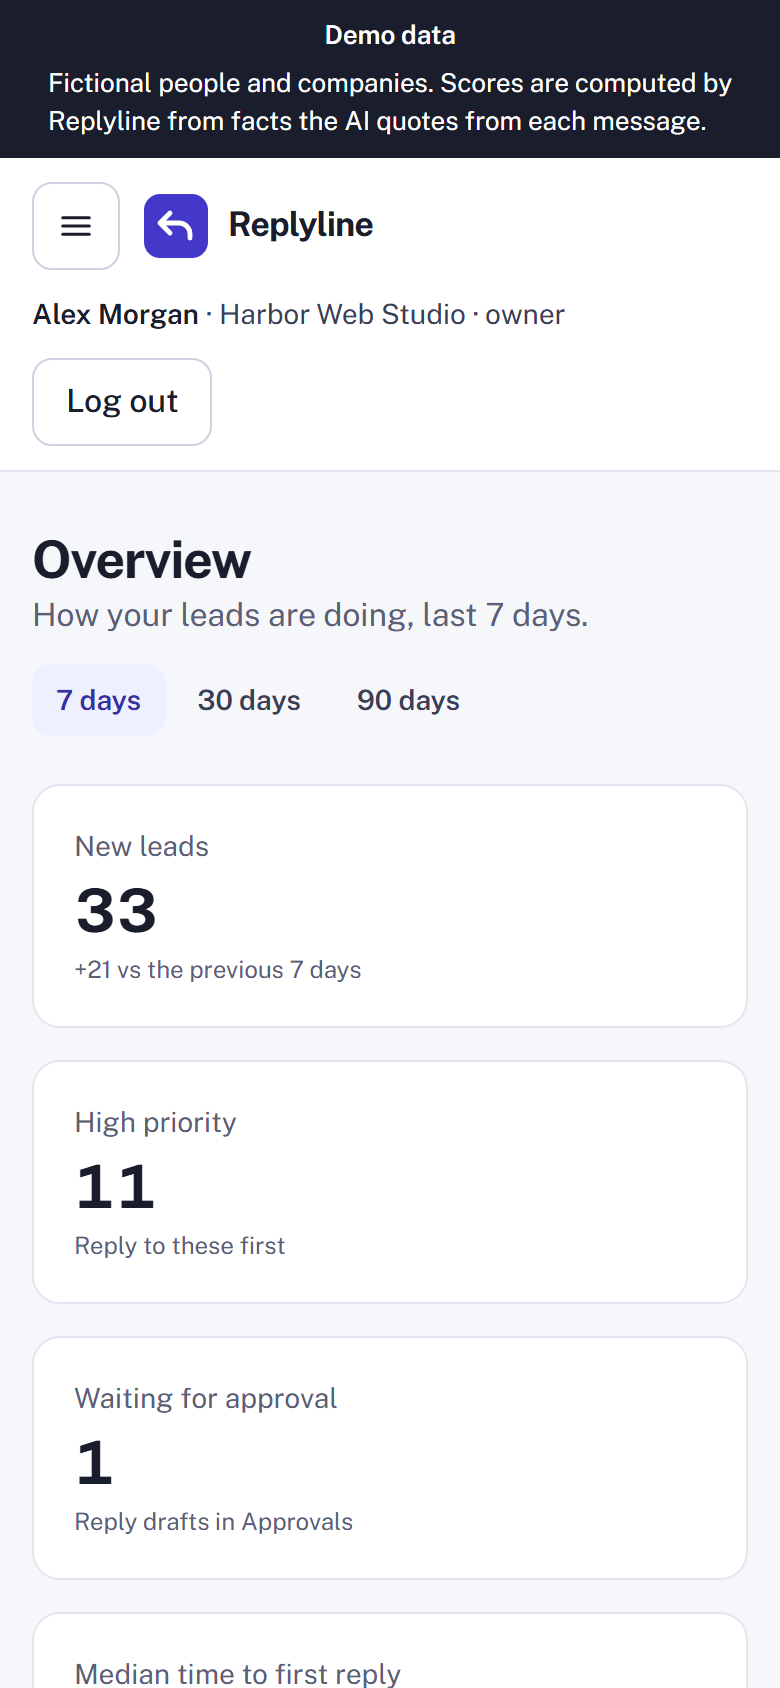 Demo data
Fictional people and companies. Scores are computed by
Replyline from facts the AI quotes from each message.
Replyline
Alex Morgan · Harbor Web Studio · owner
Log out
Overview
How your leads are doing, last 7 days.
7 days 30 days 90 days
New leads
33
+21 vs the previous 7 days
High priority
11
Reply to these first
Waiting for approval
1
Reply drafts in Approvals
Median time to first reply